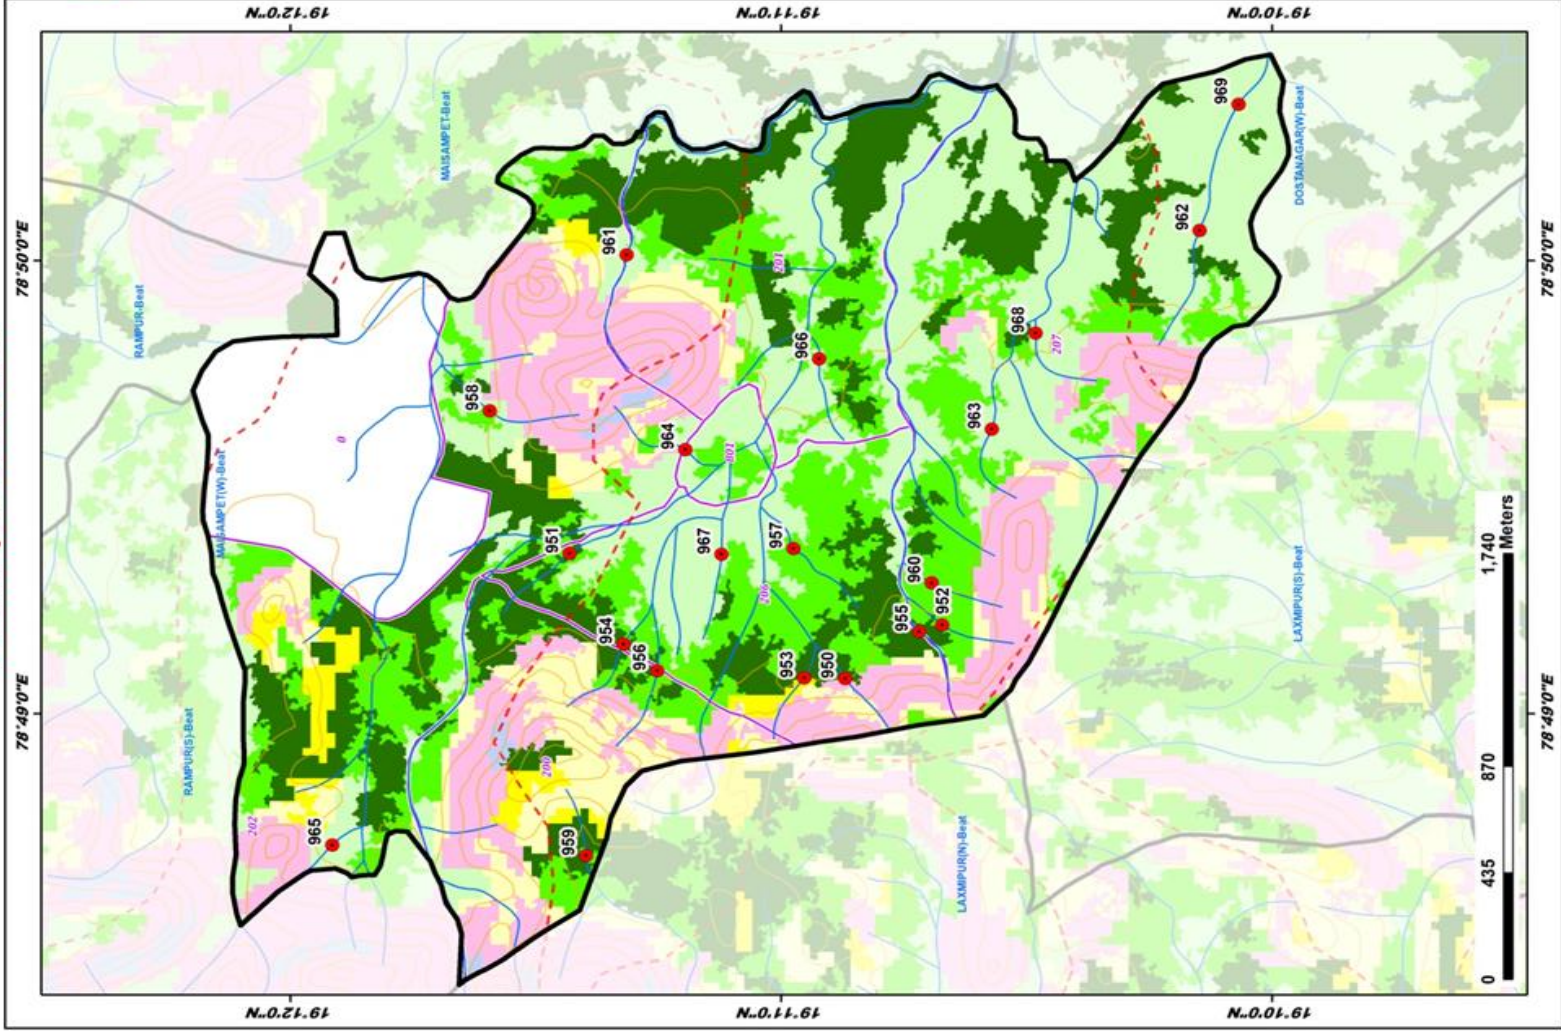 19°12'0"N
19°11'0"N
19°10'0"N
78°50'0"E
78°50'0"E
78°49'0"E
78°49'0"E
19°12'0"N
19°11'0"N
19°10'0"N
MAISAMPET-Beat
RAMPUR-Beat
MAISAMPET(W)-Beat
RAMPUR(S)-Beat
DOSTANAGAR(W)-Beat
LAXMIPUR(S)-Beat
LAXMIPUR(N)-Beat
969
962
961
201
968
207
966
958
0
963
964
801
951
967
957
206
960
952
955
954
956
953
950
200
202
965
959
0 435 870 1,740
Meters